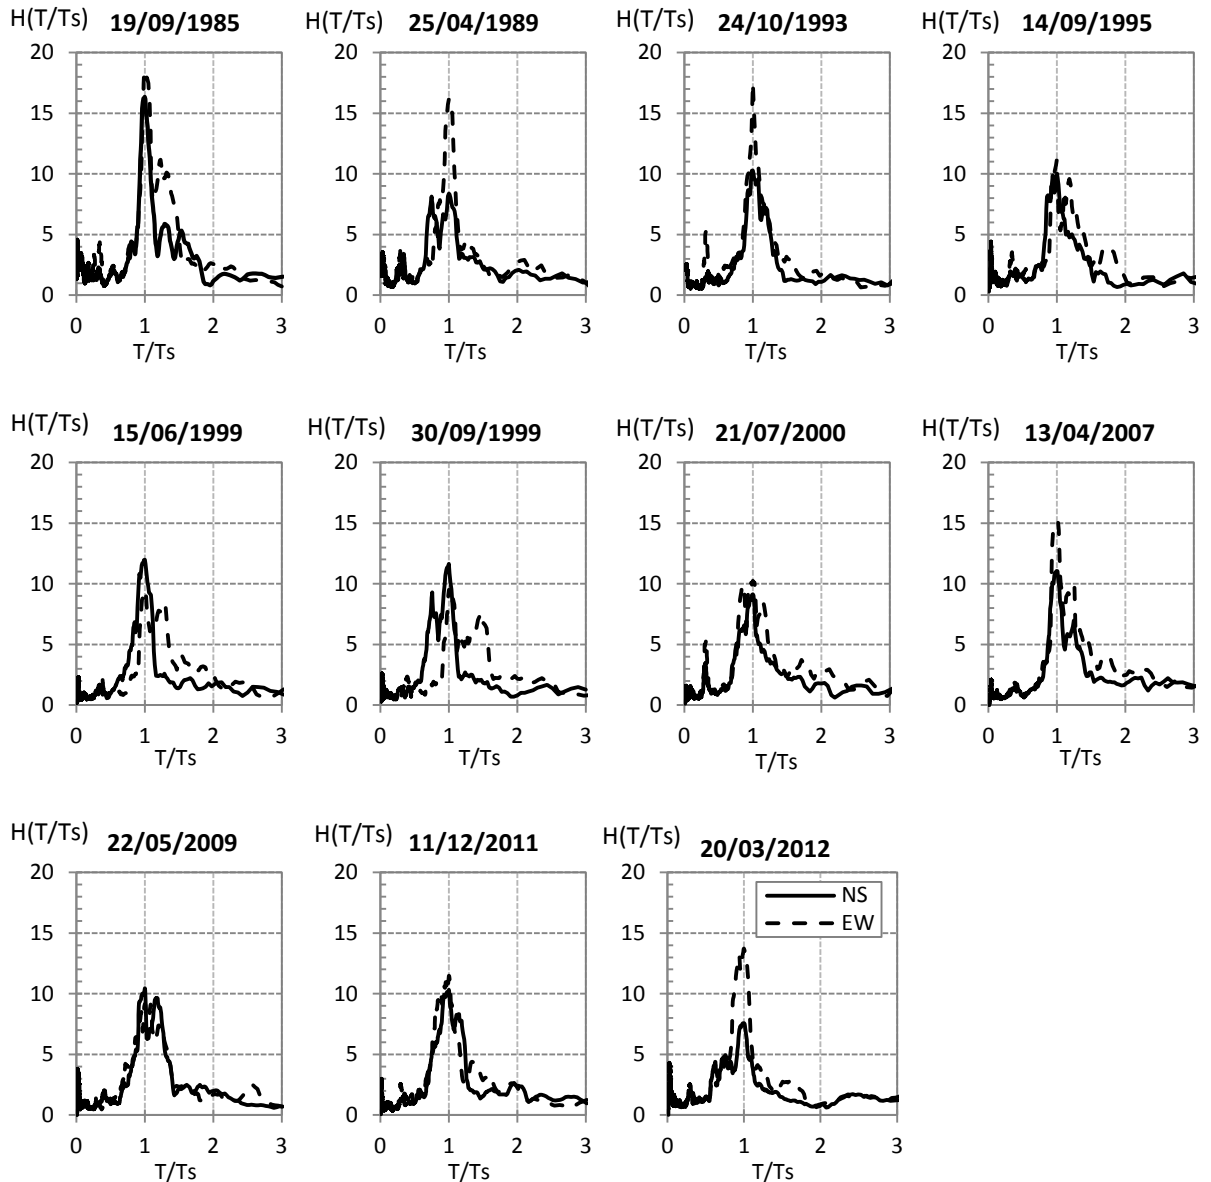 H(T/Ts) 19/09/1985 H(T/Ts) 25/04/1989 H(T/Ts) 24/10/1993 H(T/Ts) 14/09/1995
20 20 20 20
15 15 15 15
10 10 10 10
5 5 5 5
0 0 0 0
0 1 2 3 0 1 2 3 0 1 2 3 0 1 2 3
T/Ts T/Ts T/Ts T/Ts
H(T/Ts) 15/06/1999 H(T/Ts) 30/09/1999 H(T/Ts) 21/07/2000 H(T/Ts) 13/04/2007
20 20 20 20
15 15 15 15
10 10 10 10
5 5 5 5
0 0 0 0
0 1 2 3 0 1 2 3 0 1 2 3 0 1 2 3
T/Ts T/Ts T/Ts T/Ts
H(T/Ts) 22/05/2009 H(T/Ts) 11/12/2011 H(T/Ts) 20/03/2012
20 20 20
NS
EW
15 15 15
10 10 10
5 5 5
0 0 0
0 1 2 3 0 1 2 3 0 1 2 3
T/Ts T/Ts T/Ts